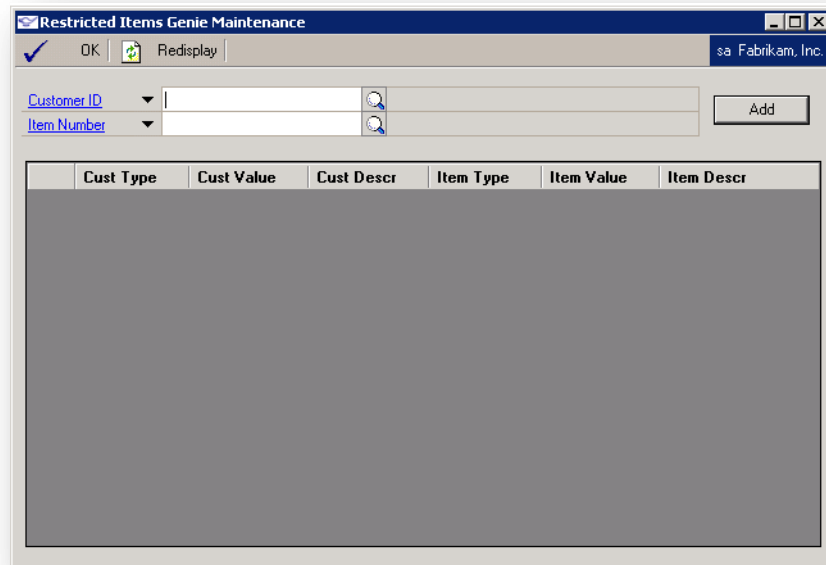 Restricted Items Genie Maintenance
OK Redisplay sa Fabrikam, Inc.
Customer ID
Add
Item Number
Cust Type Cust Value Cust Descr Item Type Item Value Item Descr